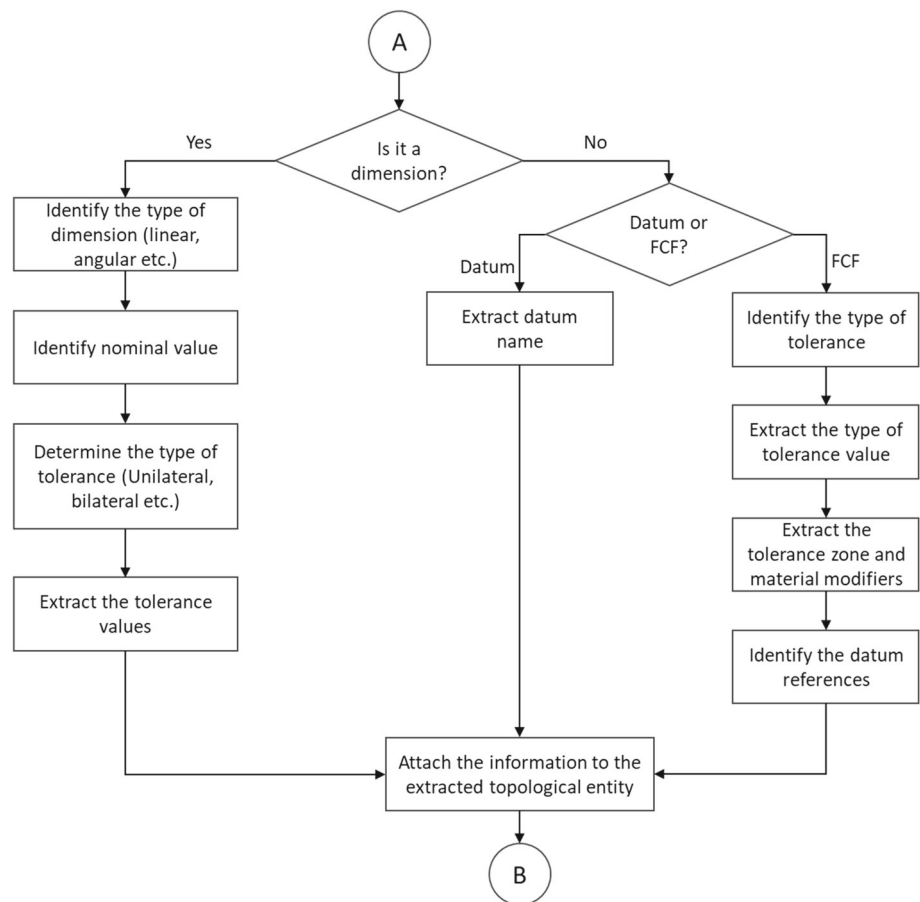 A
Is it a
dimension?
Yes
No
Identify the type of
dimension (linear,
angular etc.)
Identify nominal value
Determine the type of
tolerance (Unilateral,
bilateral etc.)
Extract the tolerance
values
Datum or
FCF?
Datum
FCF
Extract datum
name
Identify the type of
tolerance
Extract the type of
tolerance value
Extract the
tolerance zone and
material modifiers
Identify the datum
references
Attach the information to the
extracted topological entity
B